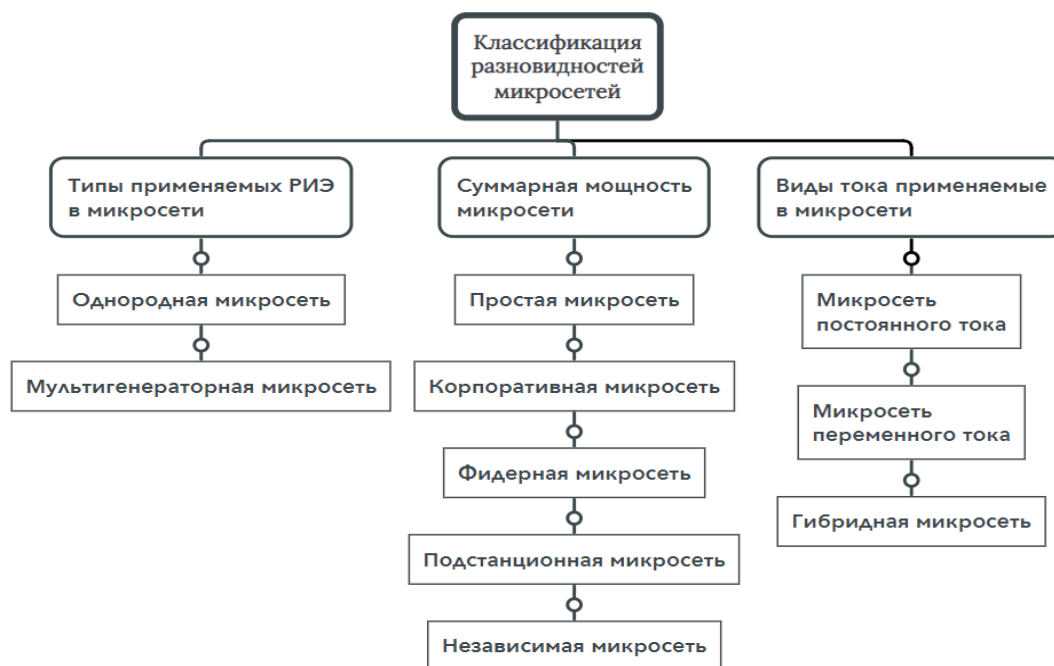 Классификация
разновидностей
микросетей
Типы применяемых РИЭ
в микросети
Однородная микросеть
Мультигенераторная микросеть
Суммарная мощность
микросети
Простая микросеть
Корпоративная микросеть
Фидерная микросеть
Подстанционная микросеть
Независимая микросеть
Виды тока применяемые
в микросети
Микросеть
постоянного тока
Микросеть
переменного тока
Гибридная микросеть